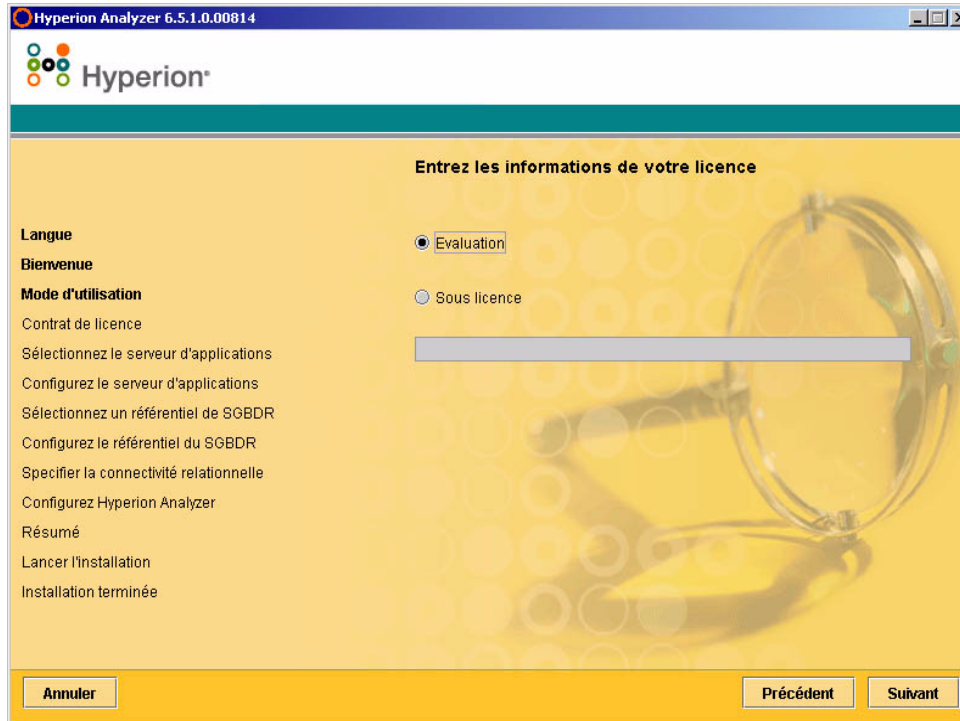 Hyperion Analyzer 6.5.1.0.00814
Hyperion
Entrez les informations de votre licence
Langue
Bienvenue
Mode d'utilisation
Contrat de licence
Sélectionnez le serveur d'applications
Configurez le serveur d'applications
Sélectionnez un référentiel de SGBDR
Configurez le référentiel du SGBDR
Specifier la connectivité relationnelle
Configurez Hyperion Analyzer
Résumé
Lancer l'installation
Installation terminée
Evaluation
Sous licence
Annuler
Précédent
Suivant